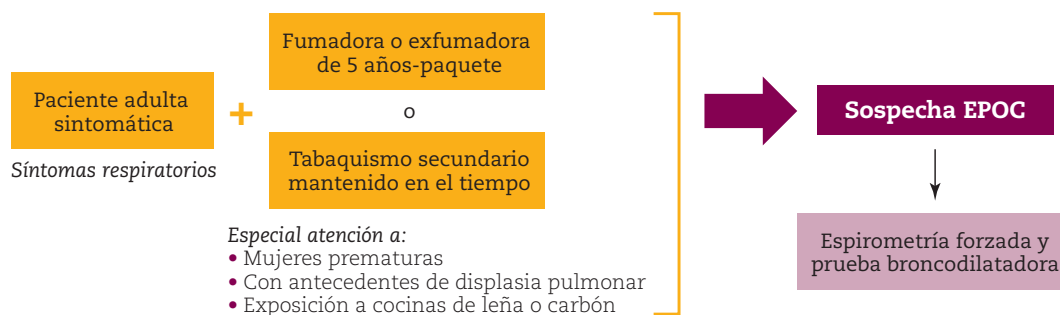 Paciente adulta
sintomática
Síntomas respiratorios
+
Fumadora o exfumadora
de 5 años-paquete
o
Tabaquismo secundario
mantenido en el tiempo
Especial atención a:
• Mujeres prematuras
• Con antecedentes de displasia pulmonar
• Exposición a cocinas de leña o carbón
Sospecha EPOC
Espirometría forzada y
prueba broncodilatadora